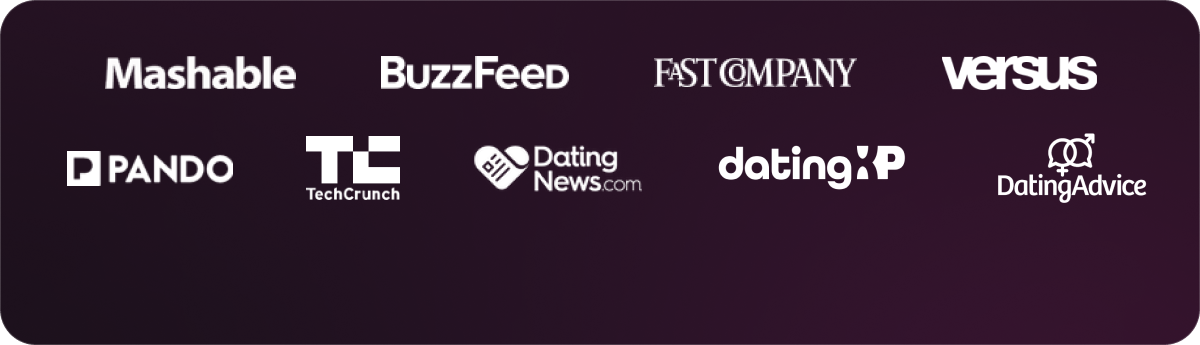 Mashable
BuzzFeed
FAST COMPANY
versus
PANDO
TC
TechCrunch
Dating
News.com
datingXP
DatingAdvice